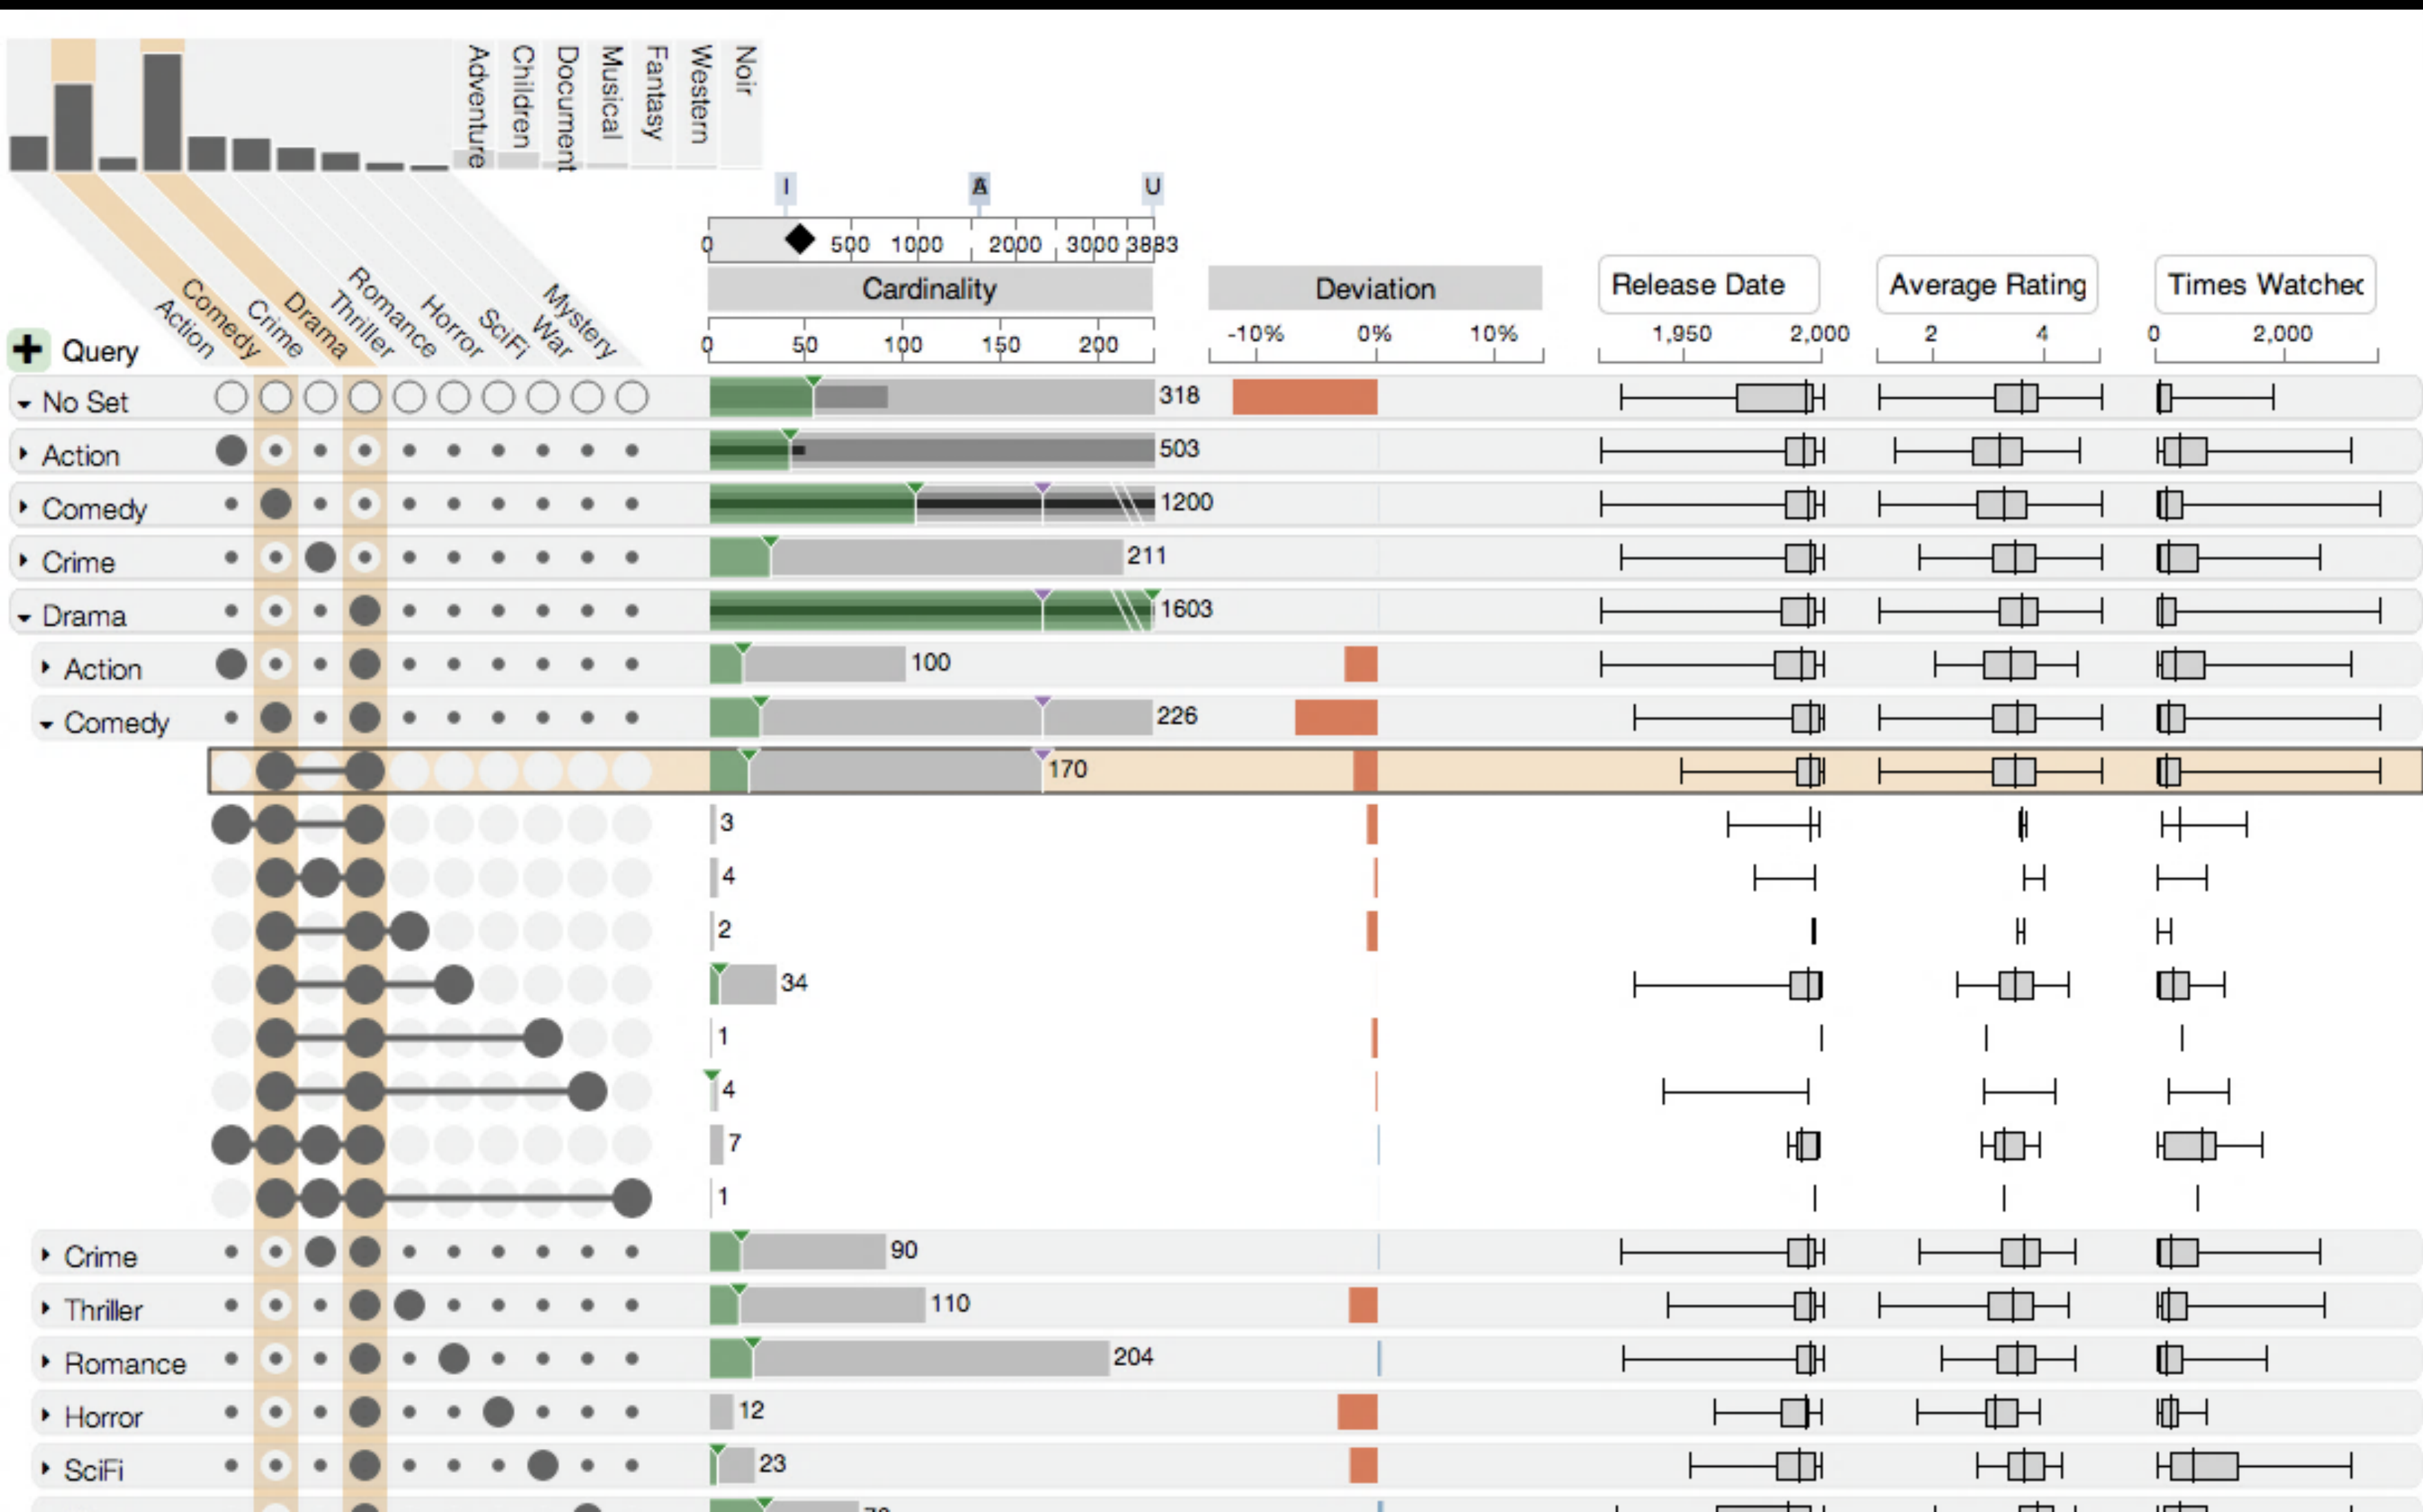 Adventure
Children
Document
Musical
Fantasy
Western
Noir
I A U
0 500 1000 2000 3000 3883
Action
Comedy
Crime
Drama
Thriller
Romance
Horror
SciFi
War
Mystery
Cardinality Deviation Release Date Average Rating Times Watched
0 50 100 150 200 -10% 0% 10% 1,950 2,000 2 4 0 2,000
Query
No Set 318
Action 503
Comedy 1200
Crime 211
Drama 1603
Action 100
Comedy 226
170
3
4
2
34
1
4
7
1
Crime 90
Thriller 110
Romance 204
Horror 12
SciFi 23